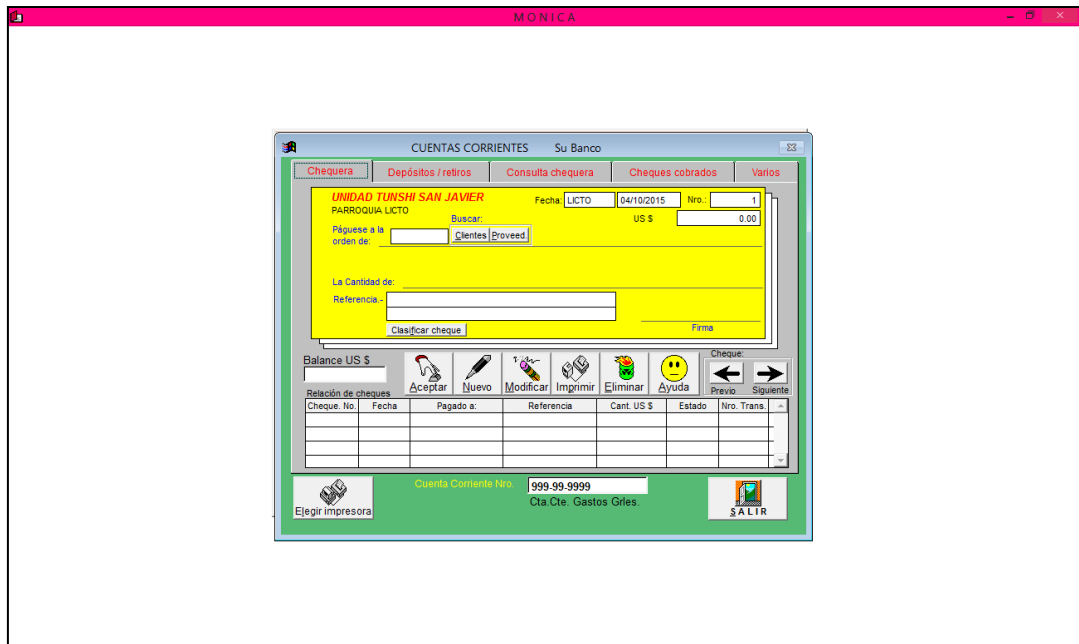 MONICA
CUENTAS CORRIENTES Su Banco
Chequera Depósitos / retiros Consulta chequera Cheques cobrados Varios
UNIDAD TUNSHI SAN JAVIER Fecha: LICTO 04/10/2015 Nro.: 1
PARROQUIA LICTO Buscar: US $ 0.00
Páguese a la
orden de: Clientes Proveed.
La Cantidad de:
Referencia.-
Clasificar cheque Firma
Balance US $ Cheque:
Aceptar Nuevo Modificar Imprimir Eliminar Ayuda Previo Siguiente
Relación de cheques
Cheque. No. Fecha Pagado a: Referencia Cant. US $ Estado Nro. Trans.
Cuenta Corriente Nro. 999-99-9999
Cta.Cte. Gastos Grles.
Elegir impresora SALIR